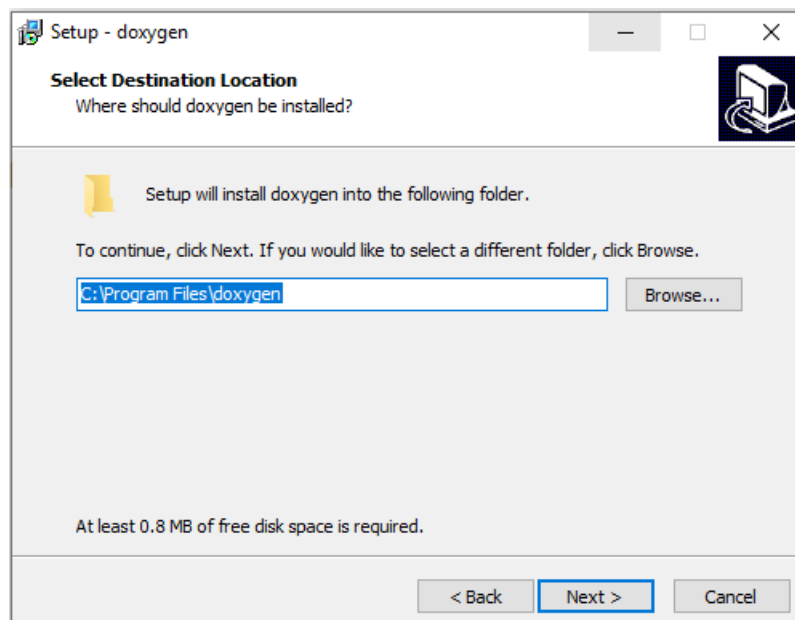 Setup - doxygen
Select Destination Location
Where should doxygen be installed?
Setup will install doxygen into the following folder.
To continue, click Next. If you would like to select a different folder, click Browse.
C:\Program Files\doxygen
Browse...
At least 0.8 MB of free disk space is required.
< Back
Next >
Cancel